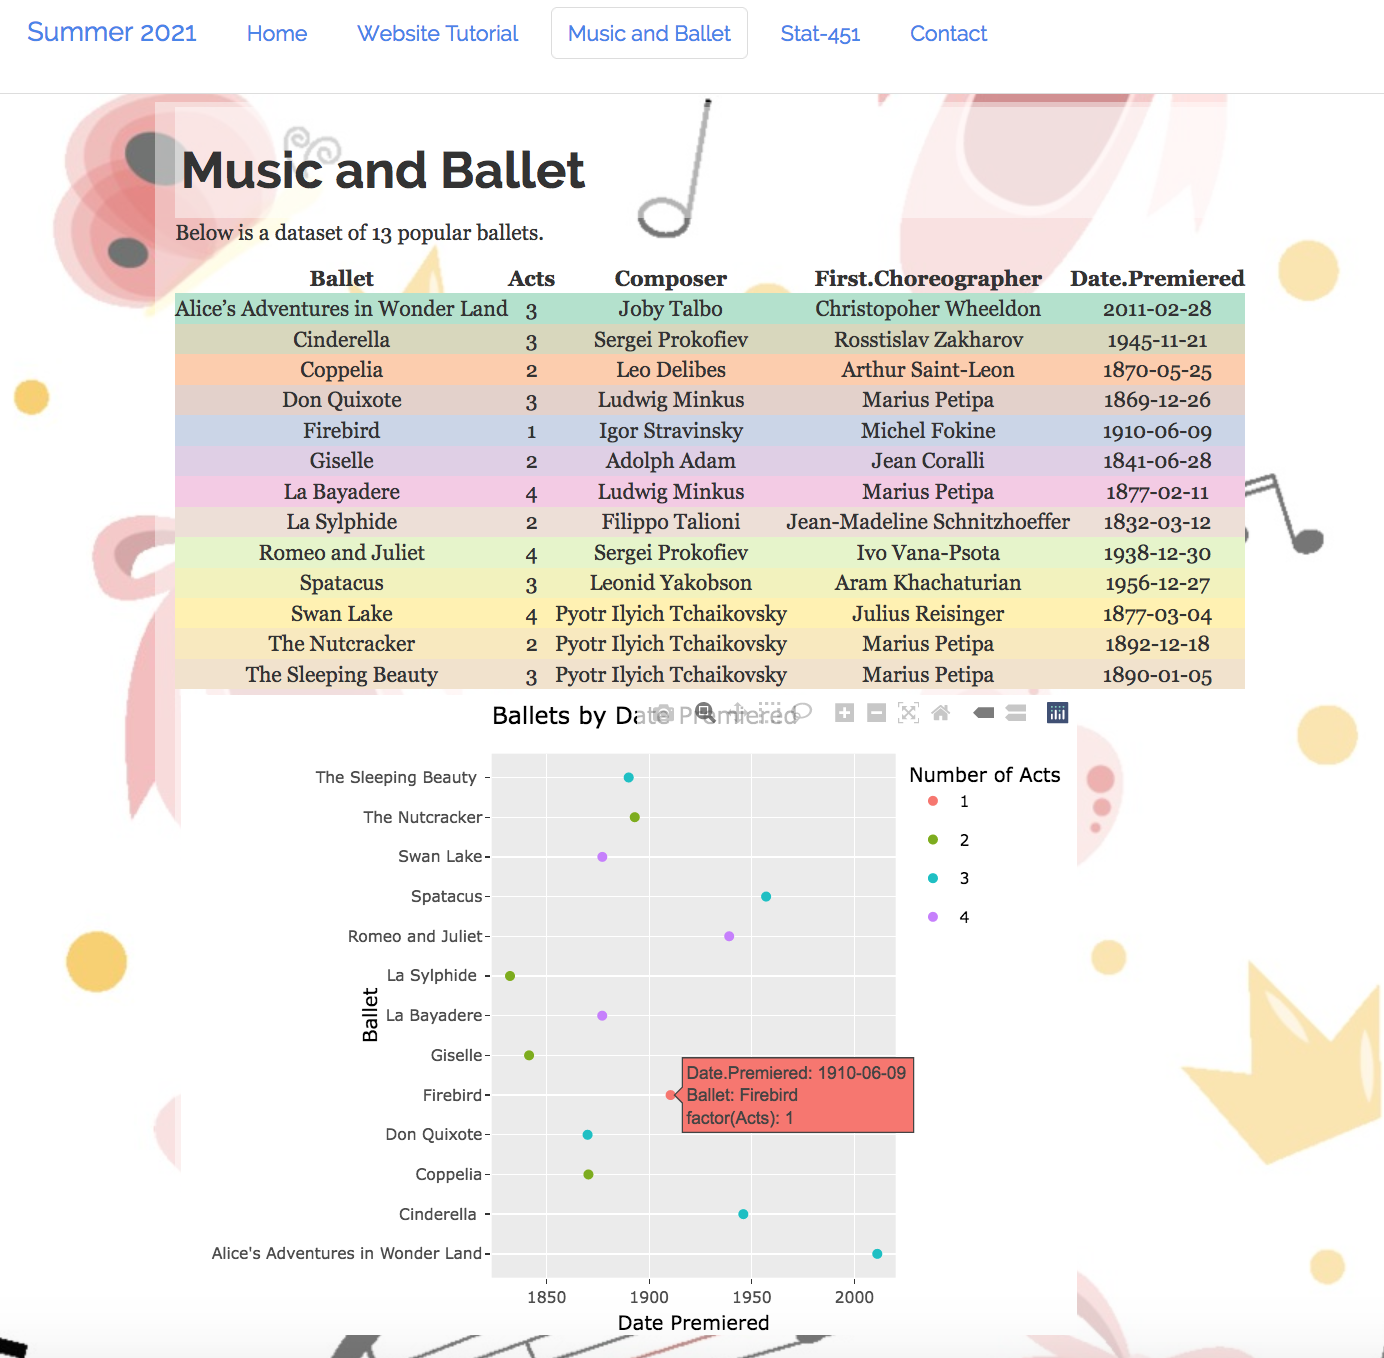 Summer 2021 Home Website Tutorial Music and Ballet Stat-451 Contact
Music and Ballet
Below is a dataset of 13 popular ballets.
Ballet Acts Composer First.Choreographer Date.Premiered
Alice’s Adventures in Wonder Land 3 Joby Talbo Christopoher Wheeldon 2011-02-28
Cinderella 3 Sergei Prokofiev Rosstislav Zakharov 1945-11-21
Coppelia 2 Leo Delibes Arthur Saint-Leon 1870-05-25
Don Quixote 3 Ludwig Minkus Marius Petipa 1869-12-26
Firebird 1 Igor Stravinsky Michel Fokine 1910-06-09
Giselle 2 Adolph Adam Jean Coralli 1841-06-28
La Bayadere 4 Ludwig Minkus Marius Petipa 1877-02-11
La Sylphide 2 Filippo Talioni Jean-Madeline Schnitzhoeffer 1832-03-12
Romeo and Juliet 4 Sergei Prokofiev Ivo Vana-Psota 1938-12-30
Spatacus 3 Leonid Yakobson Aram Khachaturian 1956-12-27
Swan Lake 4 Pyotr Ilyich Tchaikovsky Julius Reisinger 1877-03-04
The Nutcracker 2 Pyotr Ilyich Tchaikovsky Marius Petipa 1892-12-18
The Sleeping Beauty 3 Pyotr Ilyich Tchaikovsky Marius Petipa 1890-01-05
Ballets by Date Premiered
The Sleeping Beauty
The Nutcracker
Swan Lake
Spatacus
Romeo and Juliet
La Sylphide
La Bayadere
Giselle
Firebird
Don Quixote
Coppelia
Cinderella
Alice's Adventures in Wonder Land
Ballet
Date.Premiered: 1910-06-09
Ballet: Firebird
factor(Acts): 1
1850 1900 1950 2000
Date Premiered
Number of Acts
1
2
3
4